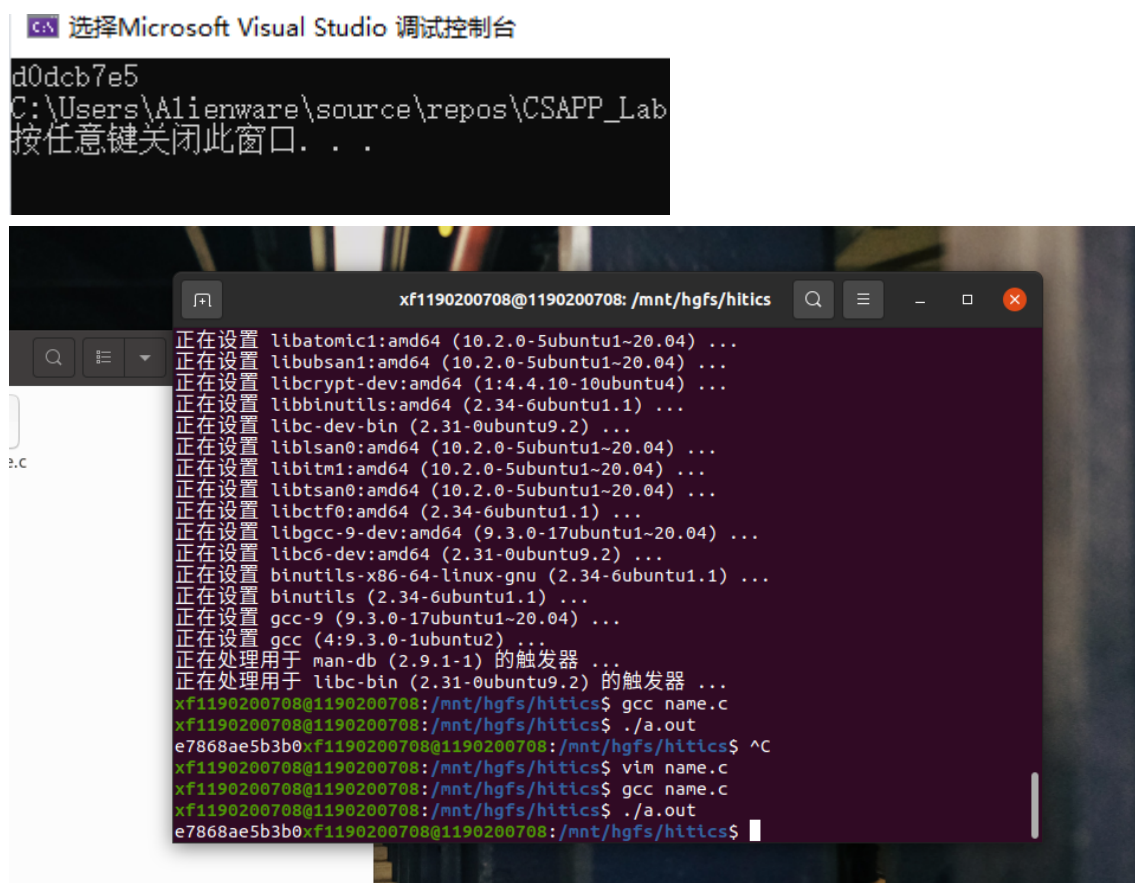 选择Microsoft Visual Studio 调试控制台
d0dcb7e5
C:\Users\Alienware\source\repos\CSAPP_Lab
按任意键关闭此窗口. . .
xf1190200708@1190200708: /mnt/hgfs/hitics
e.c
正在设置 libatomic1:amd64 (10.2.0-5ubuntu1~20.04) ...
正在设置 libubsan1:amd64 (10.2.0-5ubuntu1~20.04) ...
正在设置 libcrypt-dev:amd64 (1:4.4.10-10ubuntu4) ...
正在设置 libbinutils:amd64 (2.34-6ubuntu1.1) ...
正在设置 libc-dev-bin (2.31-0ubuntu9.2) ...
正在设置 liblsan0:amd64 (10.2.0-5ubuntu1~20.04) ...
正在设置 libitm1:amd64 (10.2.0-5ubuntu1~20.04) ...
正在设置 libtsan0:amd64 (10.2.0-5ubuntu1~20.04) ...
正在设置 libctf0:amd64 (2.34-6ubuntu1.1) ...
正在设置 libgcc-9-dev:amd64 (9.3.0-17ubuntu1~20.04) ...
正在设置 libc6-dev:amd64 (2.31-0ubuntu9.2) ...
正在设置 binutils-x86-64-linux-gnu (2.34-6ubuntu1.1) ...
正在设置 binutils (2.34-6ubuntu1.1) ...
正在设置 gcc-9 (9.3.0-17ubuntu1~20.04) ...
正在设置 gcc (4:9.3.0-1ubuntu2) ...
正在处理用于 man-db (2.9.1-1) 的触发器 ...
正在处理用于 libc-bin (2.31-0ubuntu9.2) 的触发器 ...
xf1190200708@1190200708:/mnt/hgfs/hitics$ gcc name.c
xf1190200708@1190200708:/mnt/hgfs/hitics$ ./a.out
e7868ae5b3b0xf1190200708@1190200708:/mnt/hgfs/hitics$ ^C
xf1190200708@1190200708:/mnt/hgfs/hitics$ vim name.c
xf1190200708@1190200708:/mnt/hgfs/hitics$ gcc name.c
xf1190200708@1190200708:/mnt/hgfs/hitics$ ./a.out
e7868ae5b3b0xf1190200708@1190200708:/mnt/hgfs/hitics$